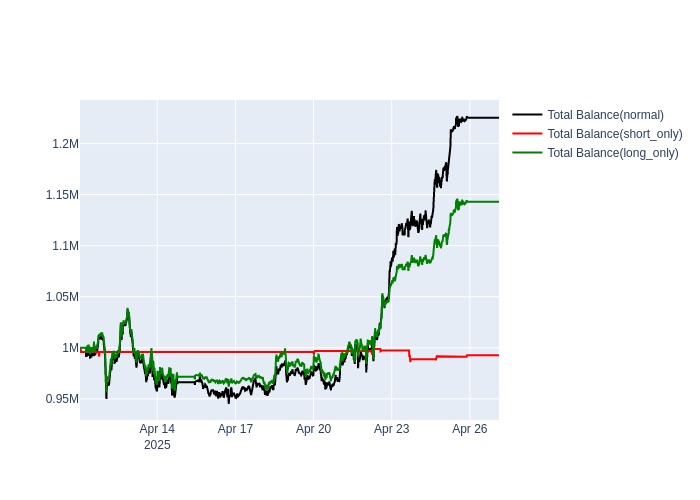 Total Balance(normal)
Total Balance(short_only)
Total Balance(long_only)
1.2M
1.15M
1.1M
1.05M
1M
0.95M
Apr 14
2025
Apr 17
Apr 20
Apr 23
Apr 26